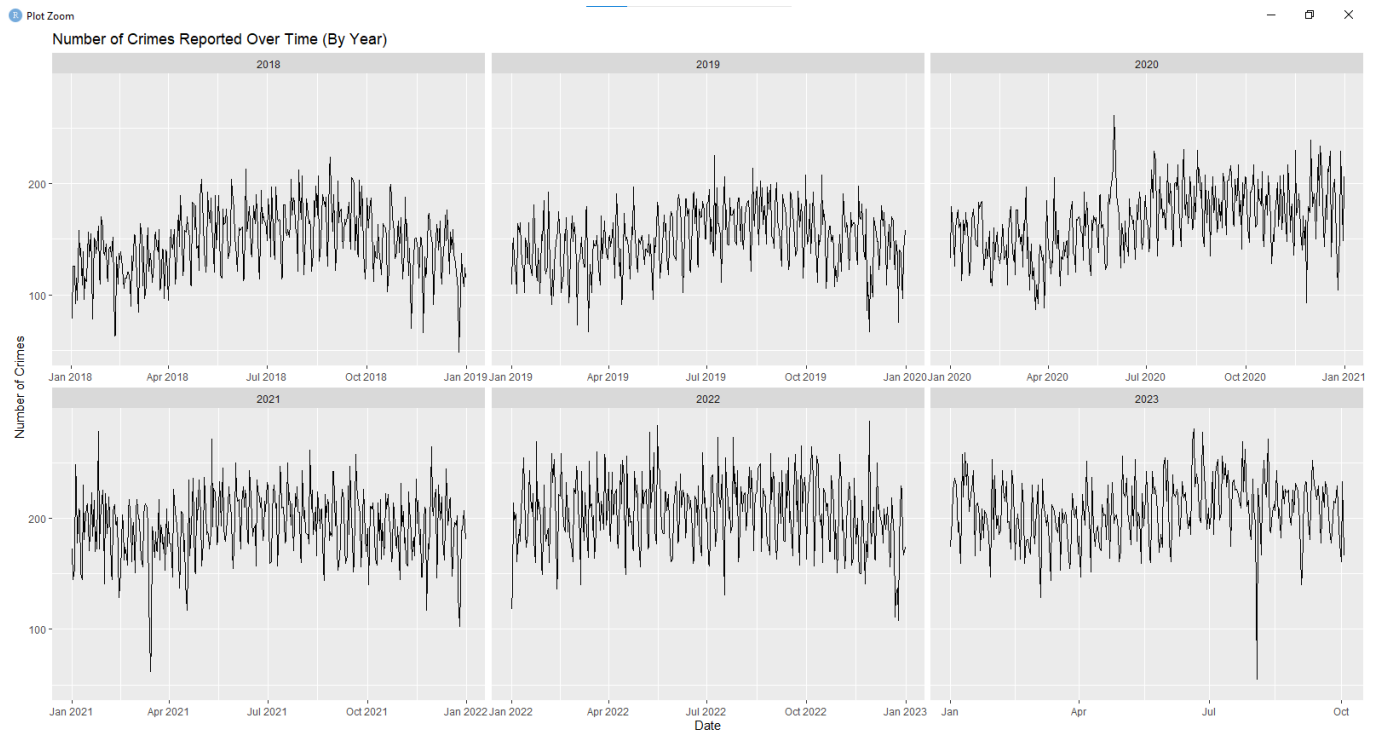 R Plot Zoom
Number of Crimes Reported Over Time (By Year)
2018 2019 2020
200
100
Jan 2018 Apr 2018 Jul 2018 Oct 2018 Jan 2019 Jan 2019 Apr 2019 Jul 2019 Oct 2019 Jan 2020 Jan 2020 Apr 2020 Jul 2020 Oct 2020 Jan 2021
Number of Crimes
2021 2022 2023
200
100
Jan 2021 Apr 2021 Jul 2021 Oct 2021 Jan 2022 Jan 2022 Apr 2022 Jul 2022 Oct 2022 Jan 2023 Jan Apr Jul Oct
Date